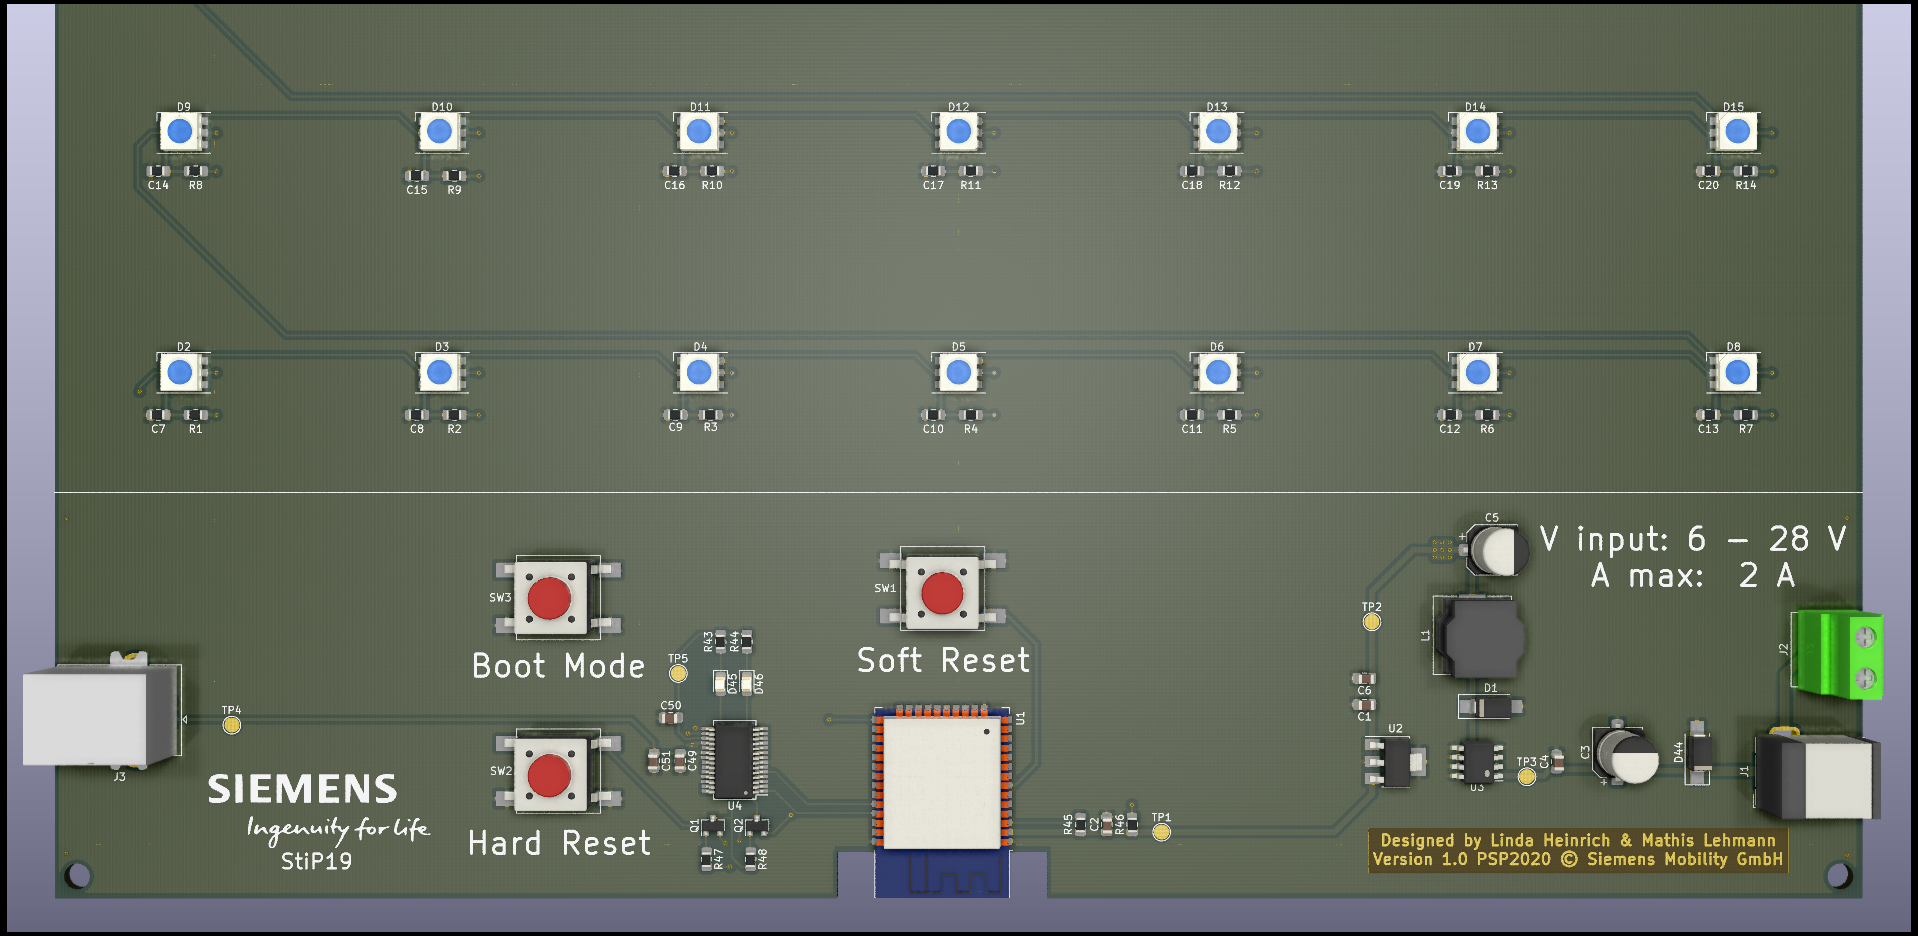 D9 D10 D11 D12 D13 D14 D15
C14 R8 C15 R9 C16 R10 C17 R11 C18 R12 C19 R13 C20 R14
D2 D3 D4 D5 D6 D7 D8
C7 R1 C8 R2 C9 R3 C10 R4 C11 R5 C12 R6 C13 R7
C5
V input: 6 – 28 V
A max: 2 A
SW3
SW1
TP2
L1
J2
R43 R44
Boot Mode
Soft Reset
TP5
D45 D46
C6
D1
C50
C1
TP4
U1
U2
C51 C49
SW2
J3
TP3
C4
C3
D44
J1
U3
SIEMENS
Ingenuity for life
StiP19
U4
Q1 Q2
Hard Reset
R47 R48
R45 C2 R46
TP1
Designed by Linda Heinrich & Mathis Lehmann
Version 1.0 PSP2020 © Siemens Mobility GmbH